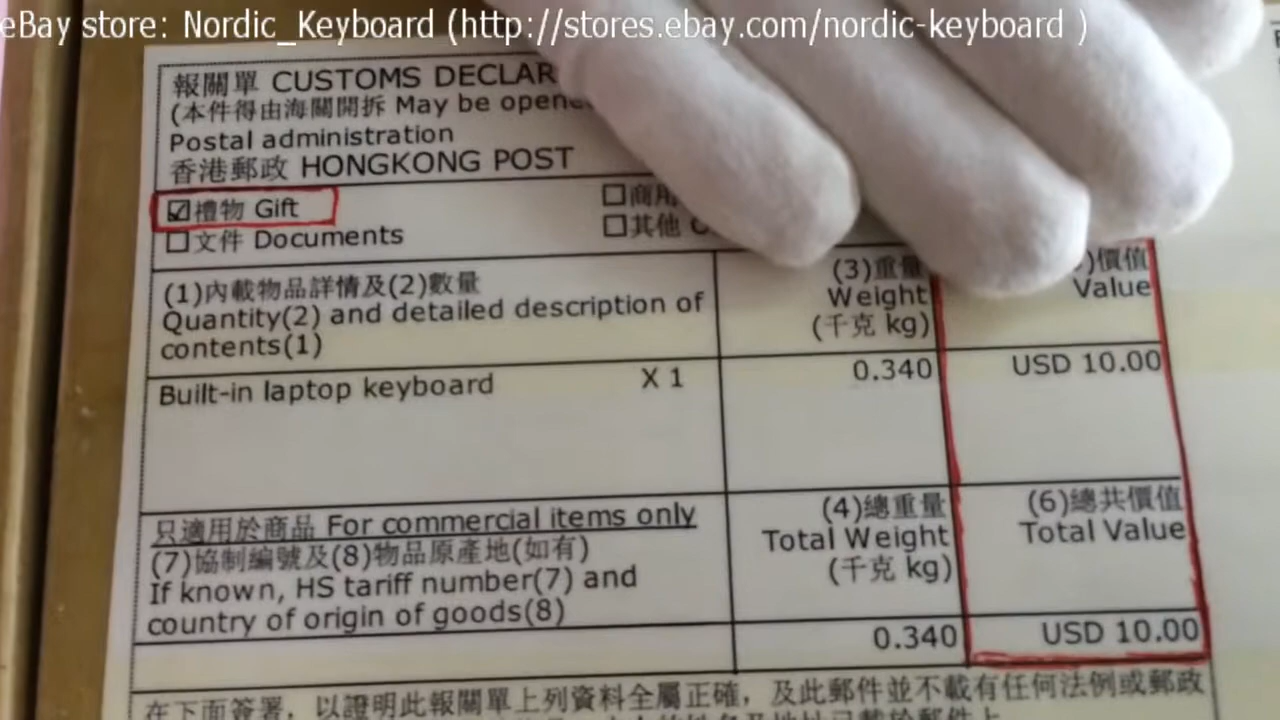 eBay store: Nordic_Keyboard (http://stores.ebay.com/nordic-keyboard )
報關單 CUSTOMS DECLAR
(本件得由海關開拆 May be opene
Postal administration
香港郵政 HONGKONG POST
☑禮物 Gift
☐商用
☐文件 Documents
☐其他
(1)內載物品詳情及(2)數量
Quantity(2) and detailed description of
contents(1)
(3)重量
Weight
(千克 kg)
)價值
Value
Built-in laptop keyboard X 1 0.340 USD 10.00
只適用於商品 For commercial items only
(7)協制編號及(8)物品原產地(如有)
If known, HS tariff number(7) and
country of origin of goods(8)
(4)總重量
Total Weight
(千克 kg)
(6)總共價值
Total Value
0.340 USD 10.00
在下面簽署，以證明此報關單上列資料全屬正確，及此郵件並不載有任何法例或郵政